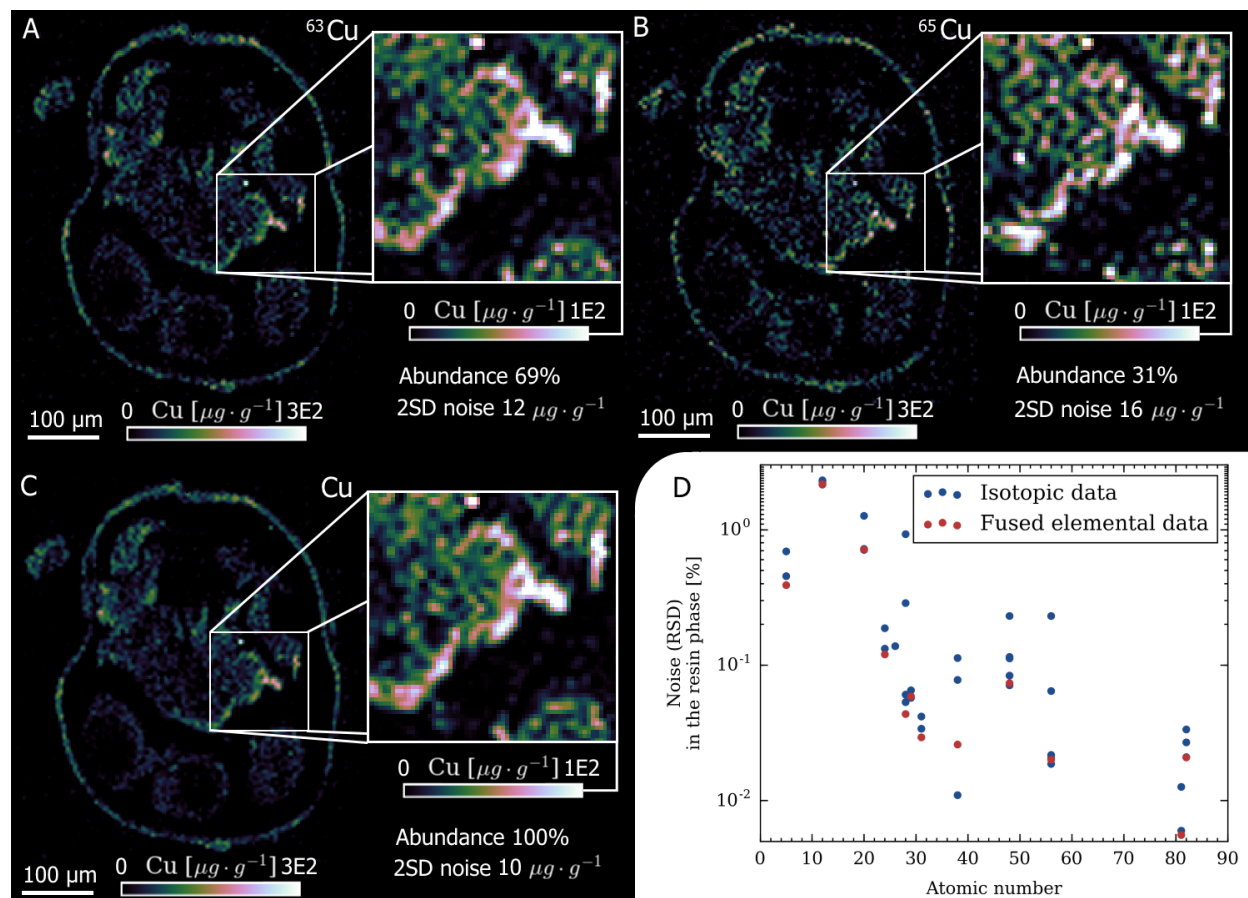 A
⁶³Cu
0 Cu [μg · g⁻¹] 1E2
Abundance 69%
2SD noise 12 μg · g⁻¹
100 μm
0 Cu [μg · g⁻¹] 3E2
B
⁶⁵Cu
0 Cu [μg · g⁻¹] 1E2
Abundance 31%
2SD noise 16 μg · g⁻¹
100 μm
0 Cu [μg · g⁻¹] 3E2
C
Cu
0 Cu [μg · g⁻¹] 1E2
Abundance 100%
2SD noise 10 μg · g⁻¹
100 μm
0 Cu [μg · g⁻¹] 3E2
D
Isotopic data
Fused elemental data
Noise (RSD)
in the resin phase [%]
10⁰
10⁻¹
10⁻²
0 10 20 30 40 50 60 70 80 90
Atomic number